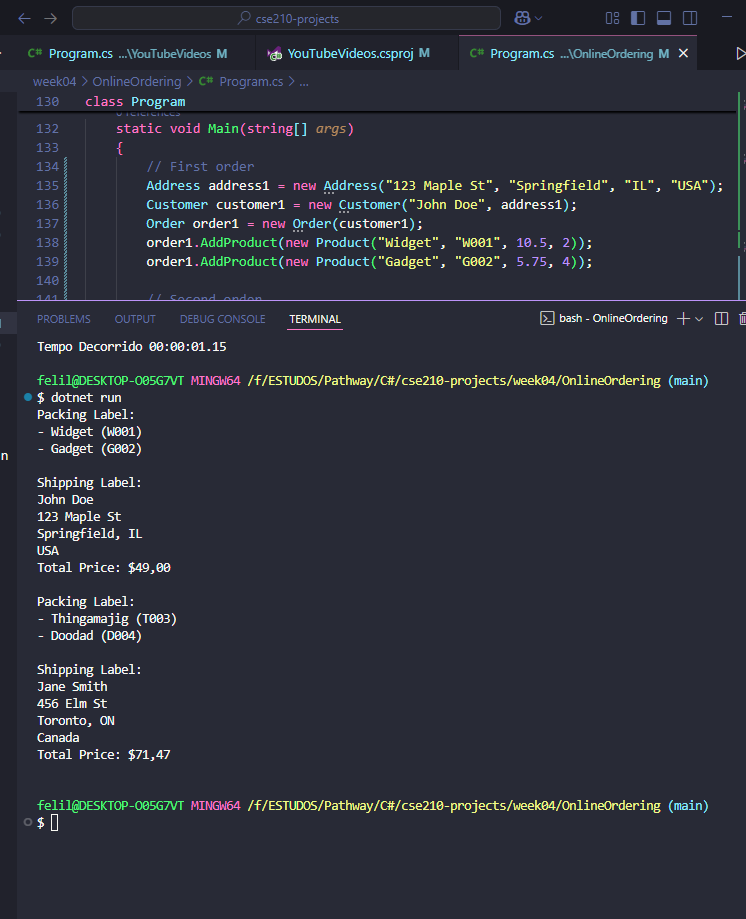 cse210-projects
Program.cs ...\YouTubeVideos M
YouTubeVideos.csproj M
Program.cs ...\OnlineOrdering M
week04 > OnlineOrdering > Program.cs > ...
130 class Program
0 references
132 static void Main(string[] args)
133 {
134 // First order
135 Address address1 = new Address("123 Maple St", "Springfield", "IL", "USA");
136 Customer customer1 = new Customer("John Doe", address1);
137 Order order1 = new Order(customer1);
138 order1.AddProduct(new Product("Widget", "W001", 10.5, 2));
139 order1.AddProduct(new Product("Gadget", "G002", 5.75, 4));
140
141 // Second order
PROBLEMS OUTPUT DEBUG CONSOLE TERMINAL
bash - OnlineOrdering
Tempo Decorrido 00:00:01.15
felil@DESKTOP-O05G7VT MINGW64 /f/ESTUDOS/Pathway/C#/cse210-projects/week04/OnlineOrdering (main)
$ dotnet run
Packing Label:
- Widget (W001)
- Gadget (G002)
Shipping Label:
John Doe
123 Maple St
Springfield, IL
USA
Total Price: $49,00
Packing Label:
- Thingamajig (T003)
- Doodad (D004)
Shipping Label:
Jane Smith
456 Elm St
Toronto, ON
Canada
Total Price: $71,47
felil@DESKTOP-O05G7VT MINGW64 /f/ESTUDOS/Pathway/C#/cse210-projects/week04/OnlineOrdering (main)
$